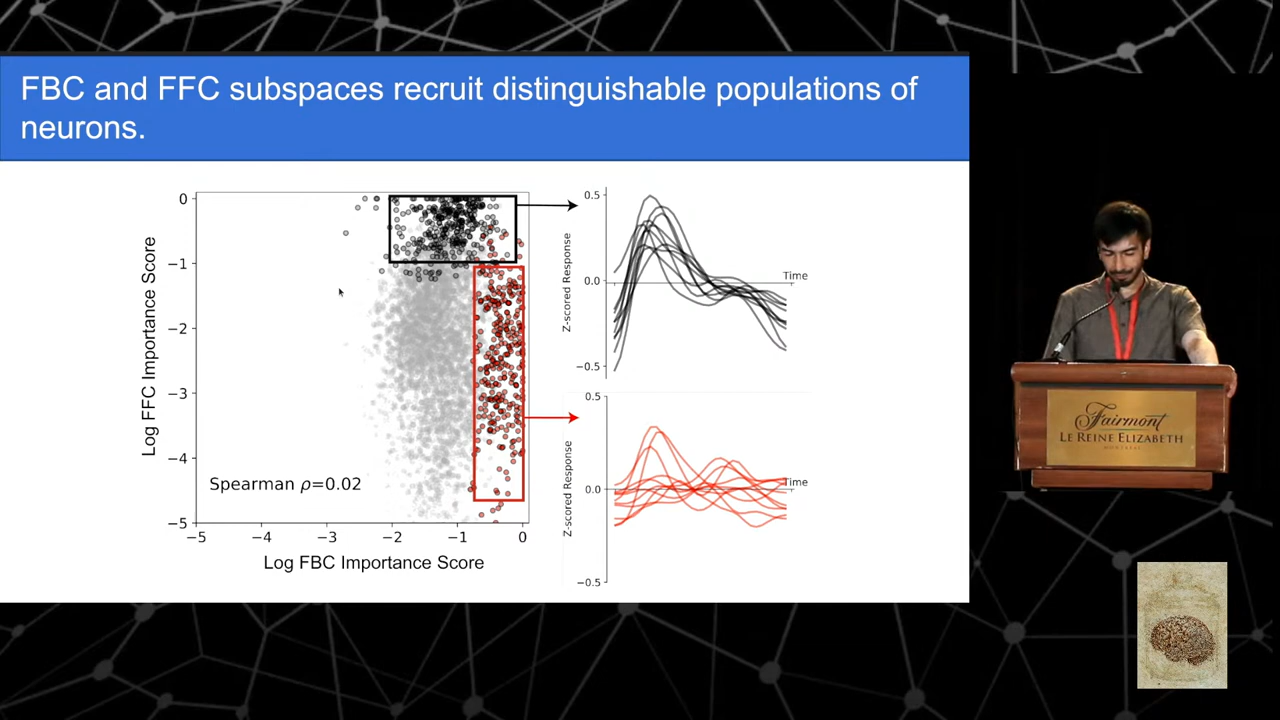 FBC and FFC subspaces recruit distinguishable populations of
neurons.
Log FFC Importance Score
0
−1
−2
−3
−4
−5
Spearman ρ=0.02
−5
−4
−3
−2
−1
0
Log FBC Importance Score
Z-scored Response
0.5
0.0
−0.5
Time
Z-scored Response
0.5
0.0
−0.5
Time
Fairmont
LE REINE ELIZABETH
MONTRÉAL